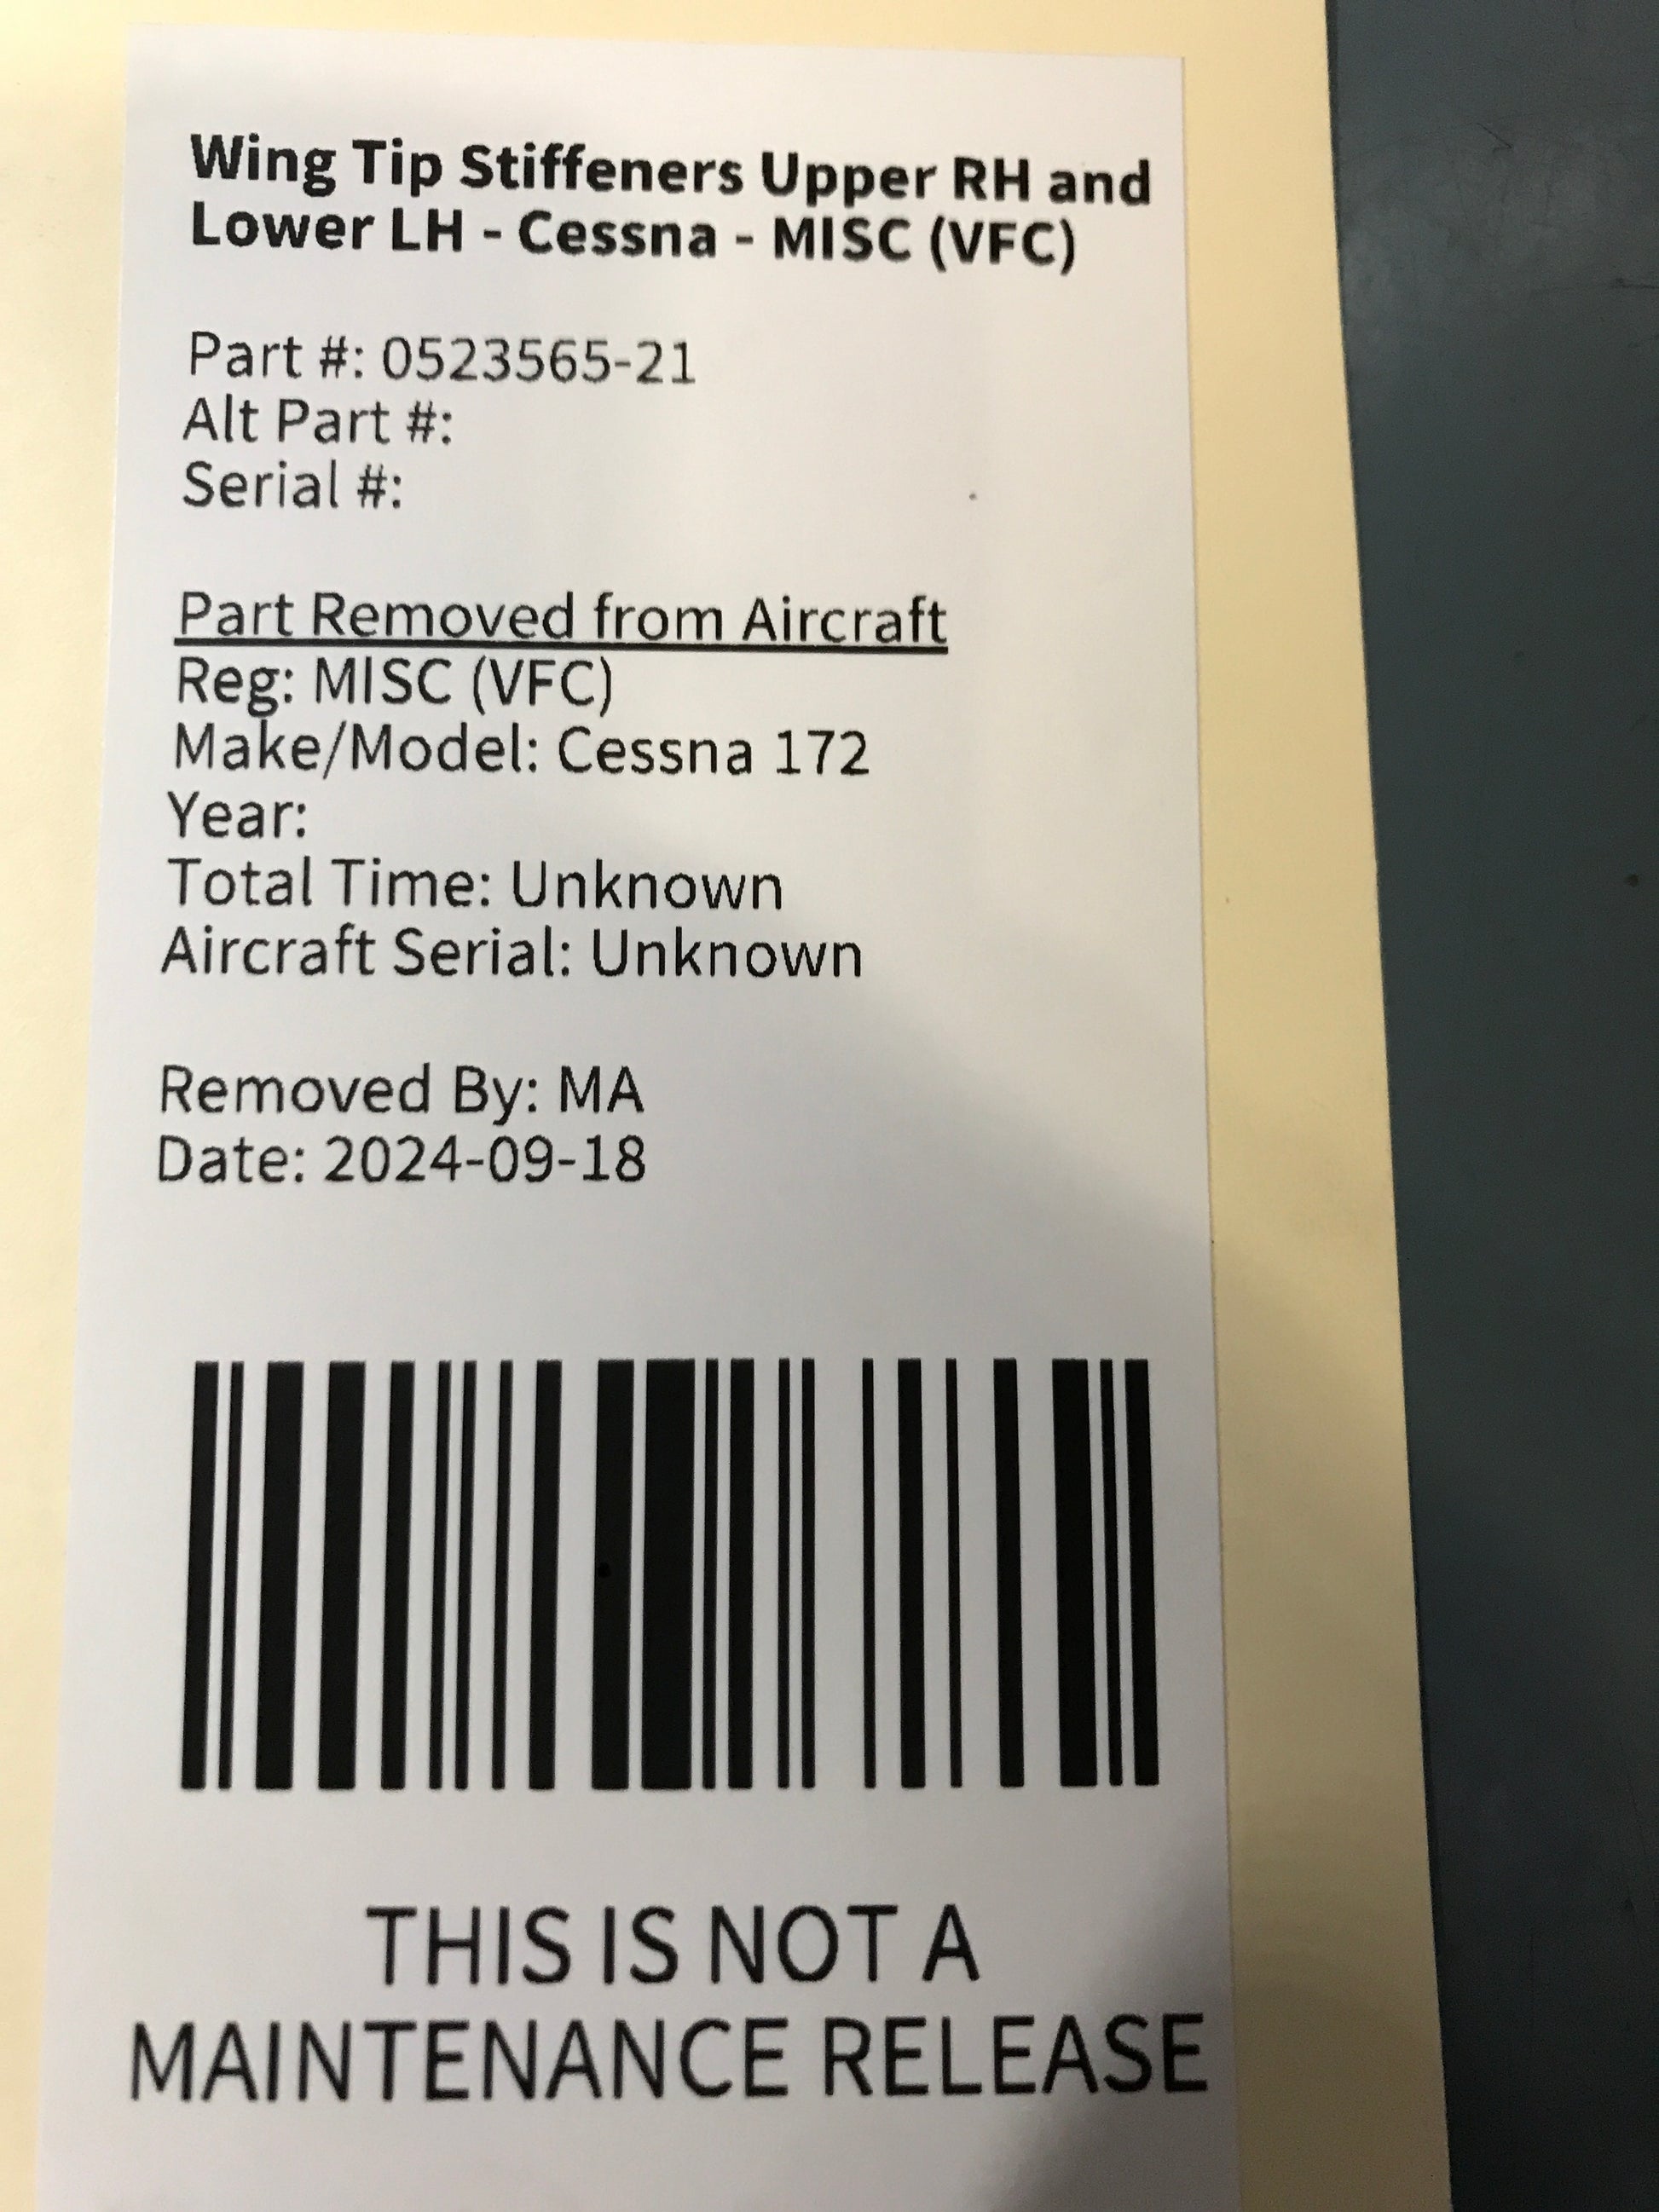 Wing Tip Stiffeners Upper RH and
Lower LH - Cessna - MISC (VFC)
Part #: 0523565-21
Alt Part #:
Serial #:
Part Removed from Aircraft
Reg: MISC (VFC)
Make/Model: Cessna 172
Year:
Total Time: Unknown
Aircraft Serial: Unknown
Removed By: MA
Date: 2024-09-18
THIS IS NOT A
MAINTENANCE RELEASE